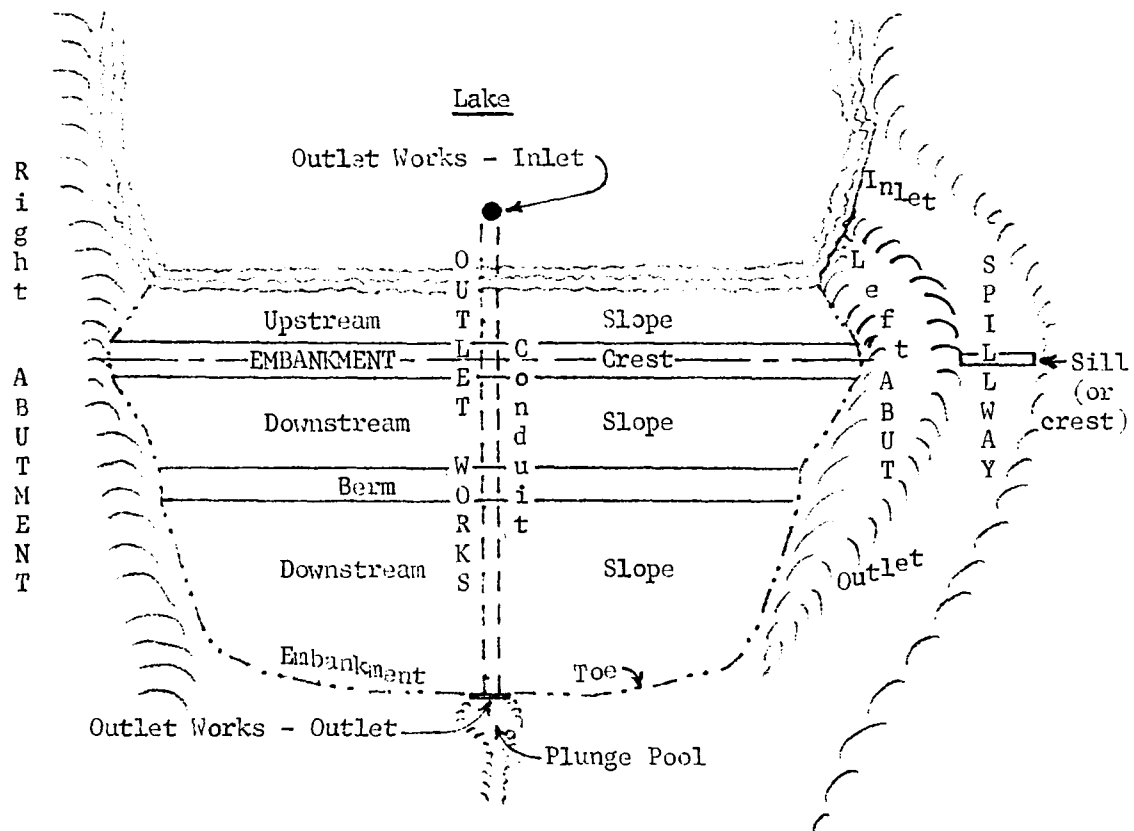 Lake
Outlet Works - Inlet
Right ABUTMENT
Inlet
Left ABUT
SPILLWAY
OUTLET WORKS
Conduit
Upstream Slope
EMBANKMENT Crest
Sill
(or
crest)
Downstream Slope
Berm
Downstream Slope
Outlet
Embankment Toe
Outlet Works - Outlet
Plunge Pool